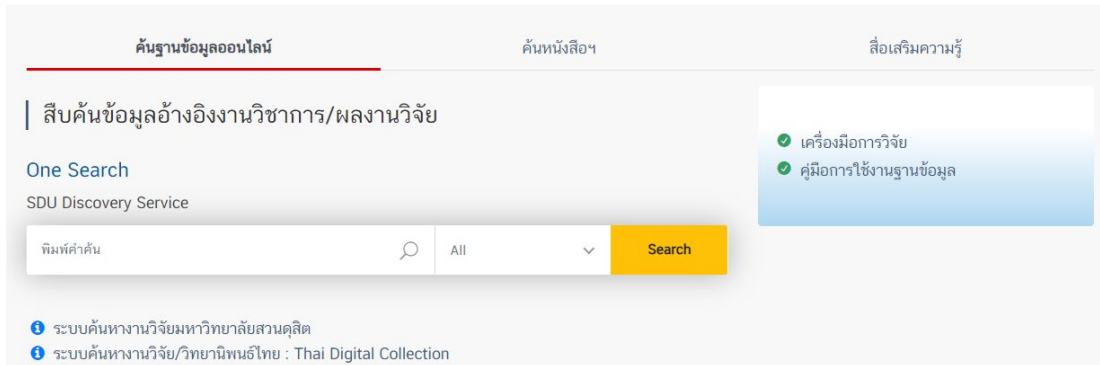 ค้นฐานข้อมูลออนไลน์
ค้นหนังสือฯ
สื่อเสริมความรู้
สืบค้นข้อมูลอ้างอิงงานวิชาการ/ผลงานวิจัย
One Search
SDU Discovery Service
พิมพ์คำค้น
All
Search
ระบบค้นหางานวิจัยมหาวิทยาลัยสวนดุสิต
ระบบค้นหางานวิจัย/วิทยานิพนธ์ไทย : Thai Digital Collection
เครื่องมือการวิจัย
คู่มือการใช้งานฐานข้อมูล